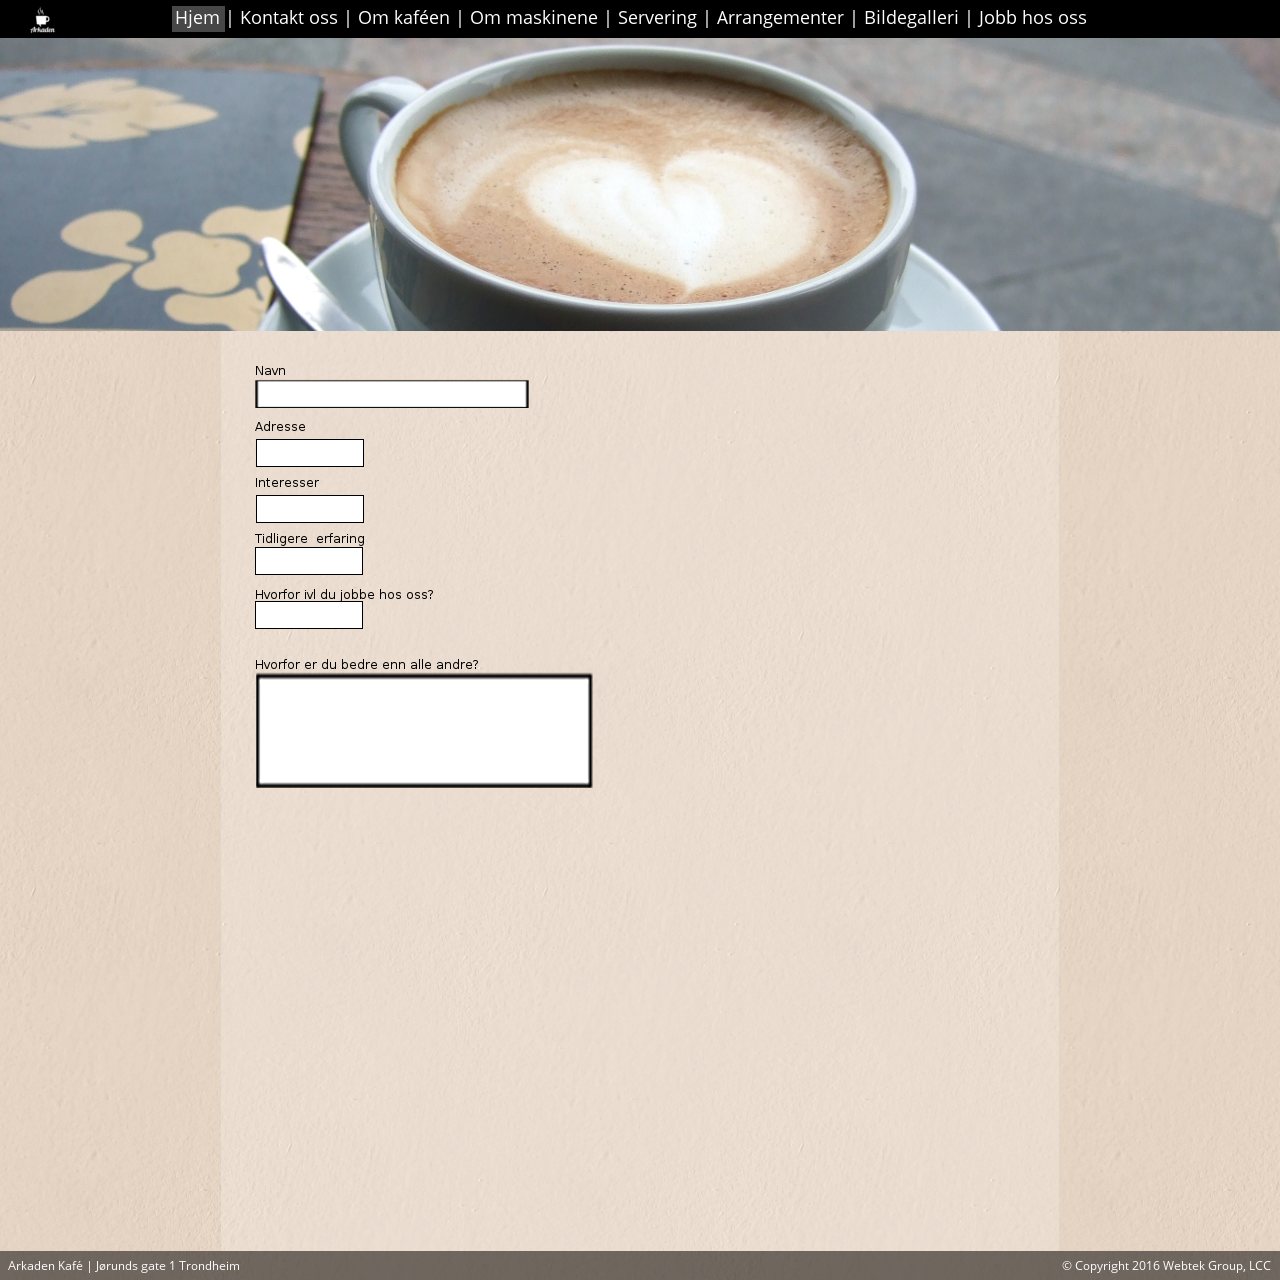 Arkaden
Hjem | Kontakt oss | Om kaféen | Om maskinene | Servering | Arrangementer | Bildegalleri | Jobb hos oss
Navn
Adresse
Interesser
Tidligere erfaring
Hvorfor ivl du jobbe hos oss?
Hvorfor er du bedre enn alle andre?
Arkaden Kafé | Jørunds gate 1 Trondheim
© Copyright 2016 Webtek Group, LCC